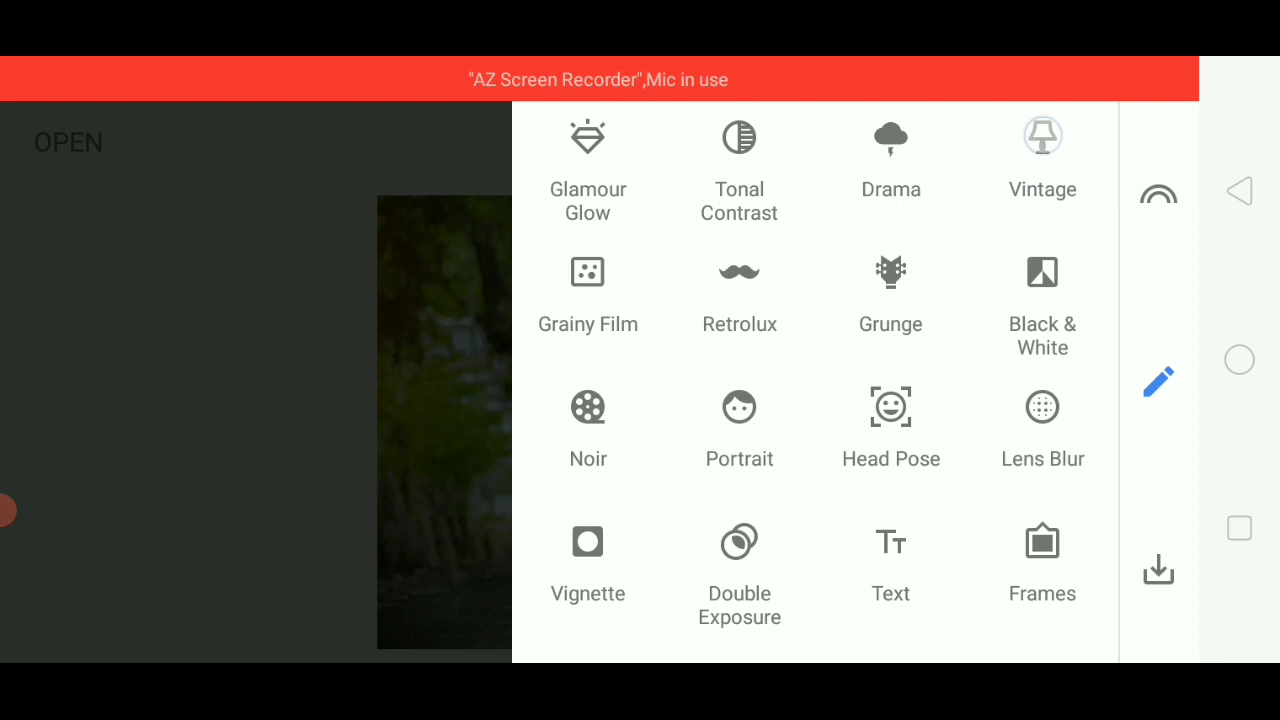 "AZ Screen Recorder",Mic in use
OPEN
Glamour
Glow
Tonal
Contrast
Drama
Vintage
Grainy Film
Retrolux
Grunge
Black &
White
Noir
Portrait
Head Pose
Lens Blur
Vignette
Double
Exposure
Text
Frames